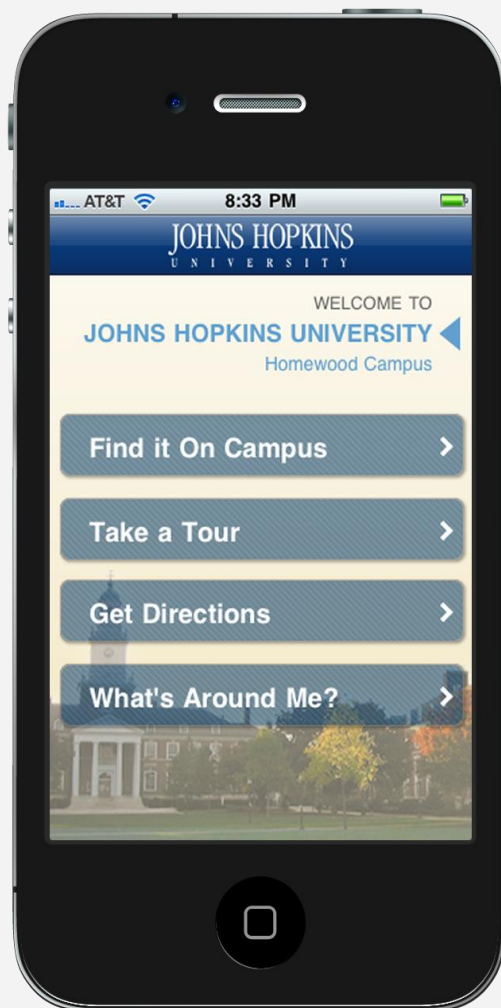 AT&T 8:33 PM
JOHNS HOPKINS
UNIVERSITY
WELCOME TO
JOHNS HOPKINS UNIVERSITY
Homewood Campus
Find it On Campus
Take a Tour
Get Directions
What's Around Me?